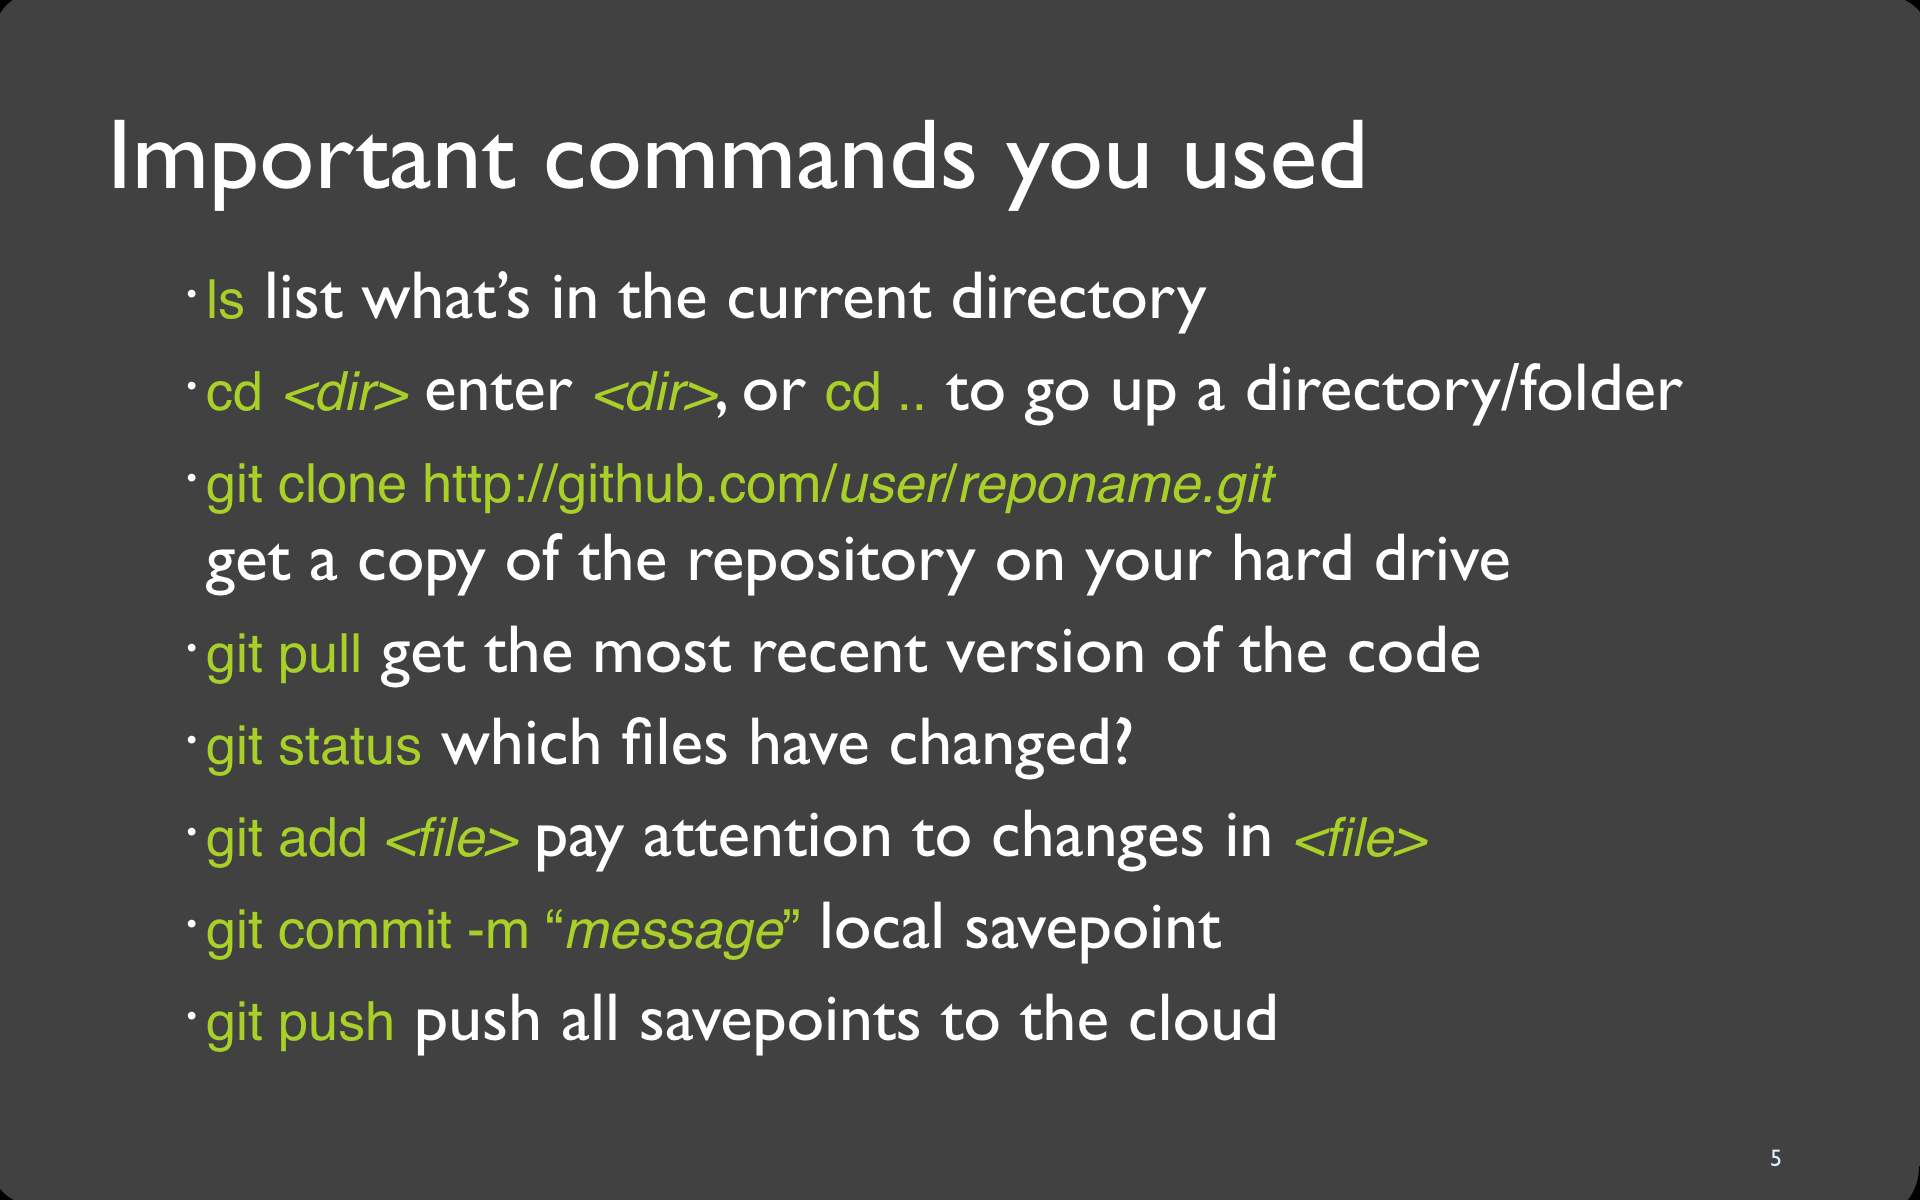 Important commands you used
· ls list what’s in the current directory
· cd <dir> enter <dir>, or cd .. to go up a directory/folder
· git clone http://github.com/user/reponame.git
get a copy of the repository on your hard drive
· git pull get the most recent version of the code
· git status which files have changed?
· git add <file> pay attention to changes in <file>
· git commit -m “message” local savepoint
· git push push all savepoints to the cloud
5